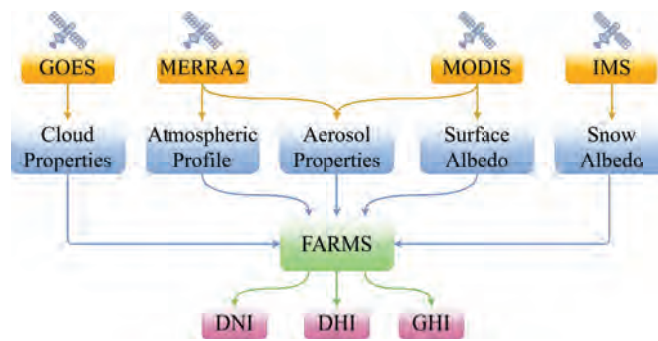 GOES
MERRA2
MODIS
IMS
Cloud
Properties
Atmospheric
Profile
Aerosol
Properties
Surface
Albedo
Snow
Albedo
FARMS
DNI
DHI
GHI